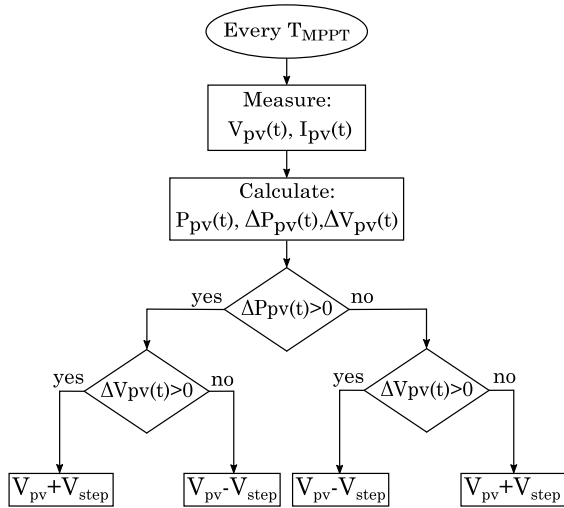 Every T_MPPT
Measure:
V_pv(t), I_pv(t)
Calculate:
P_pv(t), ΔP_pv(t),ΔV_pv(t)
yes
ΔPpv(t)>0
no
yes
ΔVpv(t)>0
no
yes
ΔVpv(t)>0
no
V_pv+V_step
V_pv-V_step
V_pv-V_step
V_pv+V_step